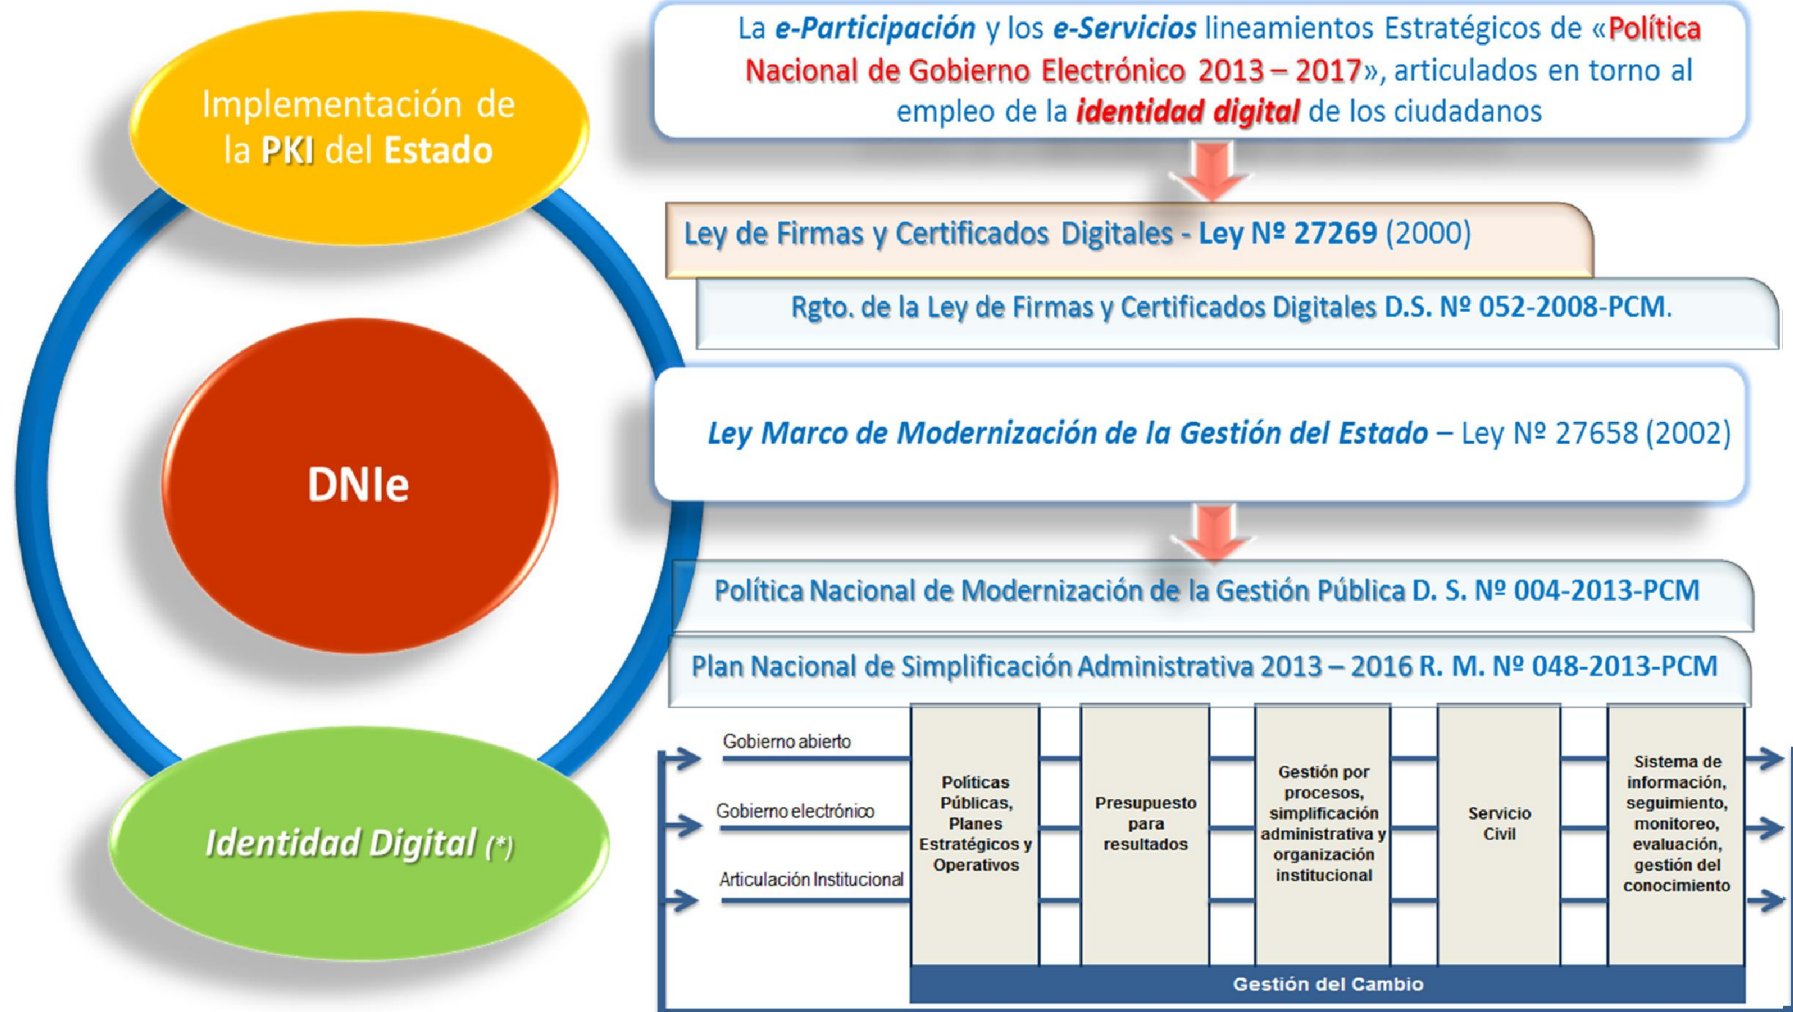 Implementación de
la PKI del Estado
DNIe
Identidad Digital (*)
La e-Participación y los e-Servicios lineamientos Estratégicos de «Política
Nacional de Gobierno Electrónico 2013 – 2017», articulados en torno al
empleo de la identidad digital de los ciudadanos
Ley de Firmas y Certificados Digitales - Ley Nº 27269 (2000)
Rgto. de la Ley de Firmas y Certificados Digitales D.S. Nº 052-2008-PCM.
Ley Marco de Modernización de la Gestión del Estado – Ley Nº 27658 (2002)
Política Nacional de Modernización de la Gestión Pública D. S. Nº 004-2013-PCM
Plan Nacional de Simplificación Administrativa 2013 – 2016 R. M. Nº 048-2013-PCM
Gobierno abierto
Gobierno electrónico
Articulación Institucional
Políticas
Públicas,
Planes
Estratégicos y
Operativos
Presupuesto
para
resultados
Gestión por
procesos,
simplificación
administrativa y
organización
institucional
Servicio
Civil
Sistema de
información,
seguimiento,
monitoreo,
evaluación,
gestión del
conocimiento
Gestión del Cambio